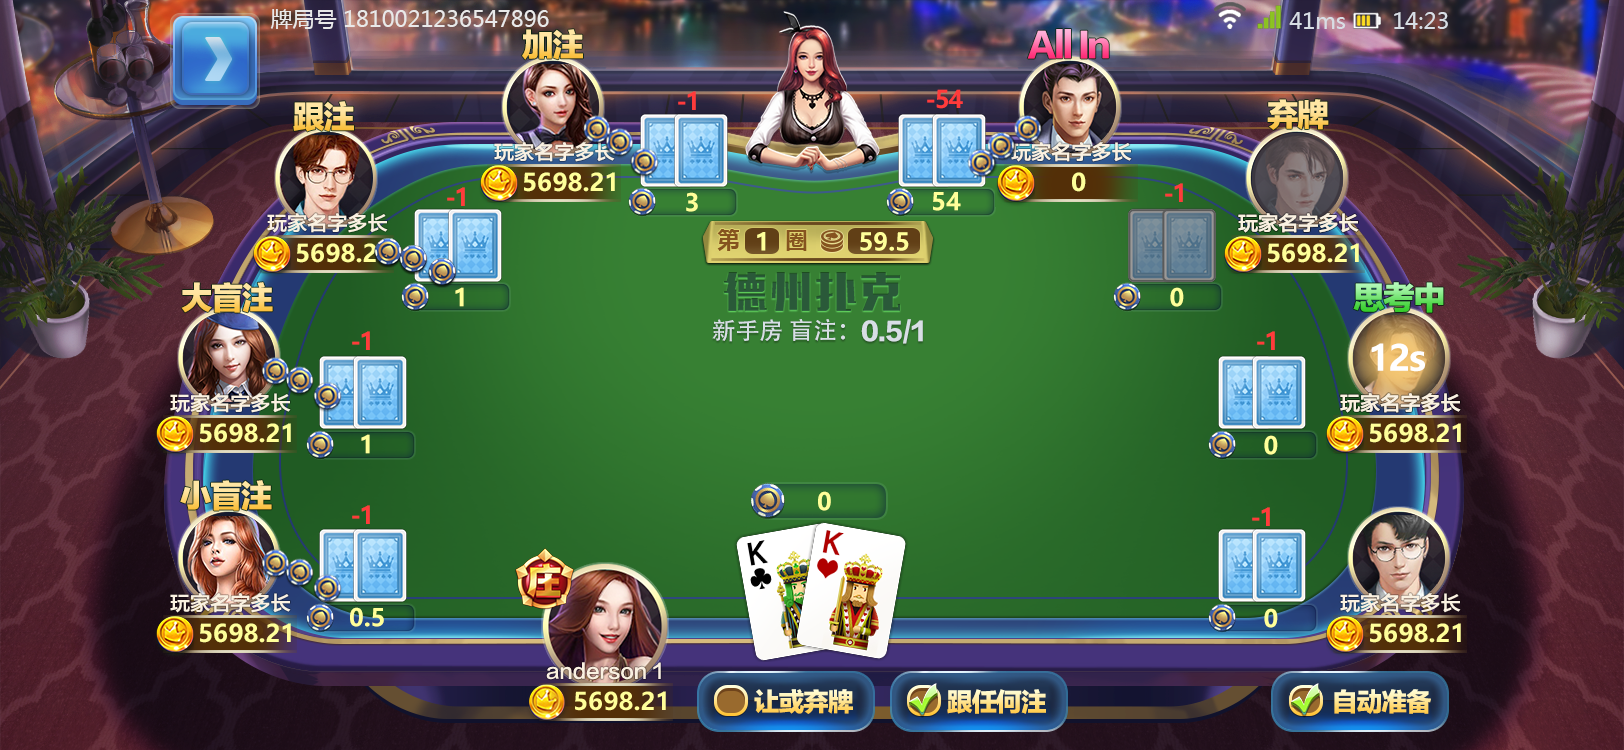 牌局号 1810021236547896
41ms 14:23
加注
-1
玩家名字多长
5698.21
3
All In
-54
玩家名字多长
0
54
跟注
-1
玩家名字多长
5698.2
1
弃牌
-1
玩家名字多长
5698.21
0
第 1 圈 59.5
德州扑克
新手房 盲注：0.5/1
大盲注
-1
玩家名字多长
5698.21
1
思考中
-1
12s
玩家名字多长
5698.21
0
小盲注
-1
玩家名字多长
5698.21
0.5
0
K K
-1
玩家名字多长
5698.21
0
庄
anderson 1
5698.21
让或弃牌
跟任何注
自动准备